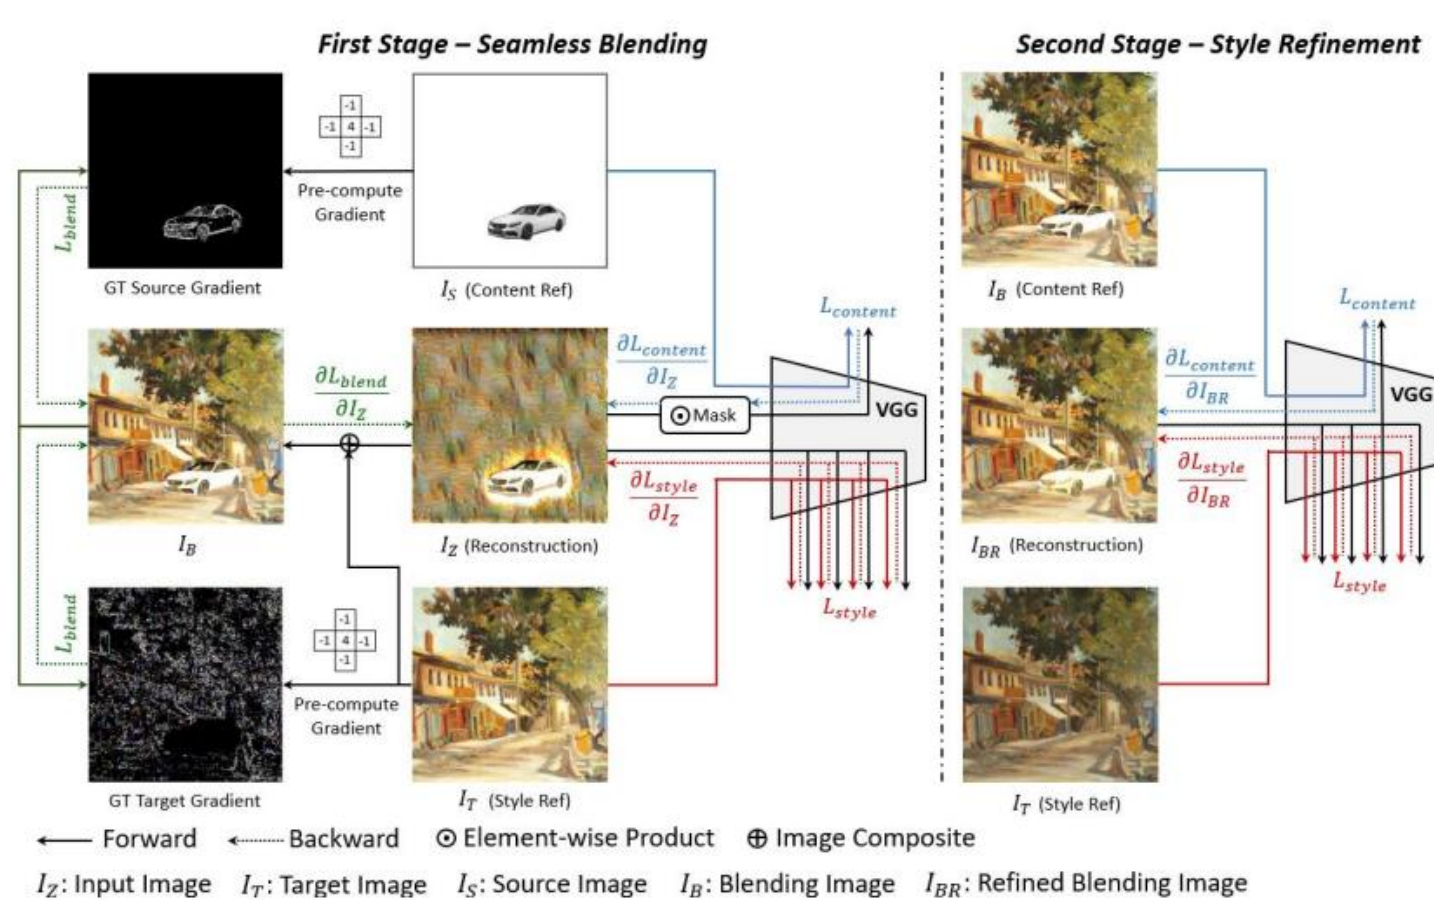 First Stage – Seamless Blending
Second Stage – Style Refinement
-1
-1 4 -1
-1
Pre-compute
Gradient
L_blend
GT Source Gradient
I_S (Content Ref)
I_B (Content Ref)
L_content
L_content
∂L_blend
∂I_Z
∂L_content
∂I_Z
⊙ Mask
VGG
∂L_content
∂I_BR
VGG
∂L_style
∂I_Z
∂L_style
∂I_BR
I_B
I_Z (Reconstruction)
I_BR (Reconstruction)
L_style
L_style
L_blend
-1
-1 4 -1
-1
Pre-compute
Gradient
GT Target Gradient
I_T (Style Ref)
I_T (Style Ref)
Forward
Backward
⊙ Element-wise Product
⊕ Image Composite
I_Z: Input Image
I_T: Target Image
I_S: Source Image
I_B: Blending Image
I_BR: Refined Blending Image